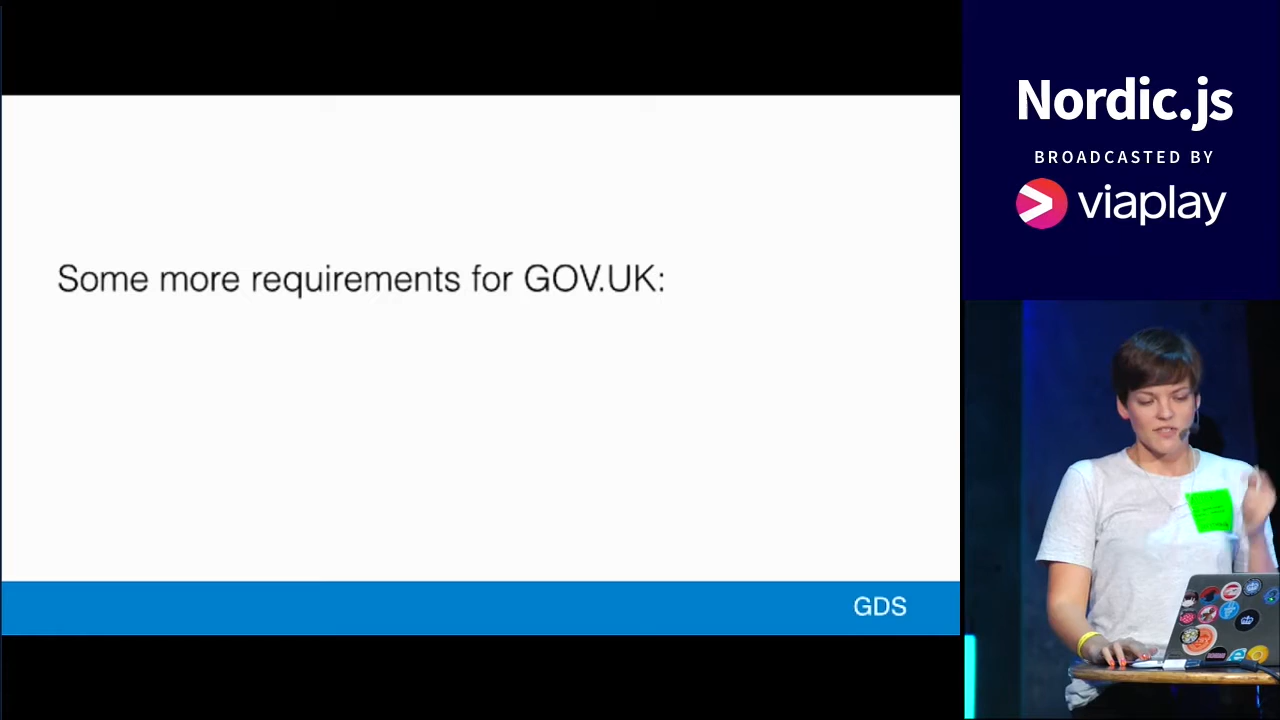 Some more requirements for GOV.UK:
GDS
Nordic.js
BROADCASTED BY
viaplay